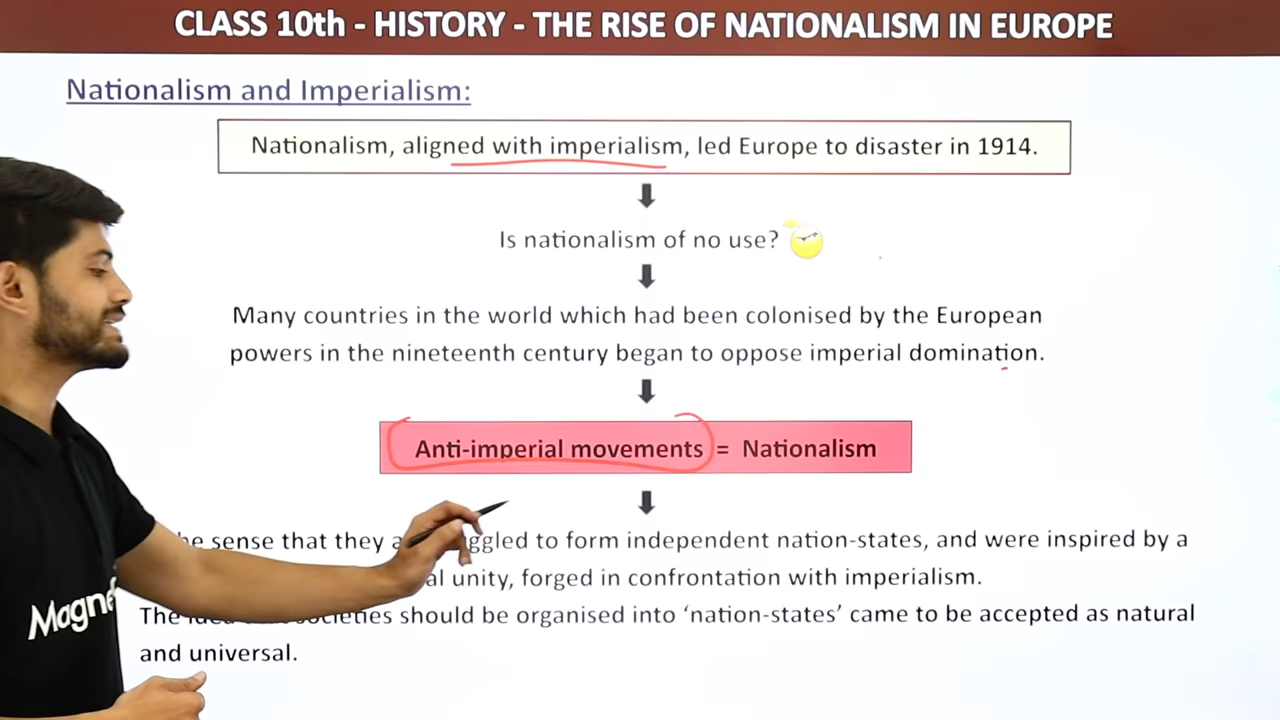 CLASS 10th - HISTORY - THE RISE OF NATIONALISM IN EUROPE
Nationalism and Imperialism:
Nationalism, aligned with imperialism, led Europe to disaster in 1914.
Is nationalism of no use?
Many countries in the world which had been colonised by the European
powers in the nineteenth century began to oppose imperial domination.
Anti-imperial movements = Nationalism
sense that they to form independent nation-states, and were inspired by a
unity, forged in confrontation with imperialism.
The societies should be organised into ‘nation-states’ came to be accepted as natural
and universal.
Magne